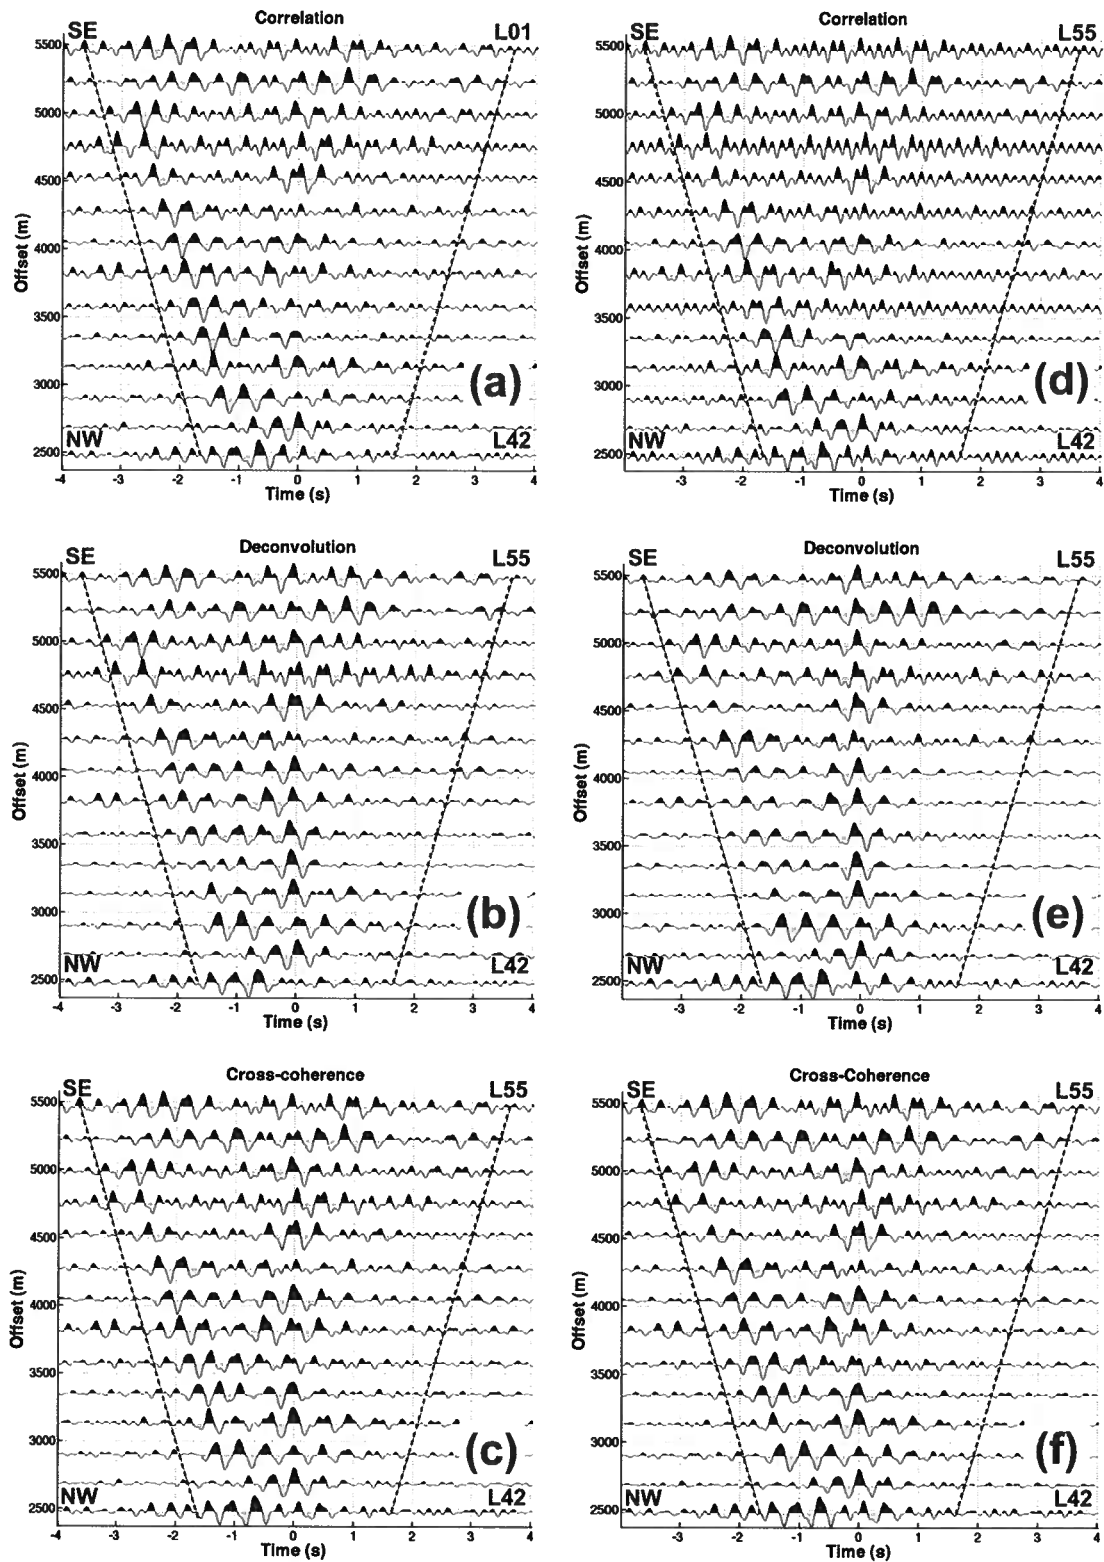 Correlation
SE L01
5500
5000
4500
4000
3500
3000
2500
Offset (m)
(a)
NW L42
-4 -3 -2 -1 0 1 2 3 4
Time (s)
Correlation
SE L55
5500
5000
4500
4000
3500
3000
2500
Offset (m)
(d)
NW L42
-3 -2 -1 0 1 2 3 4
Time (s)
Deconvolution
SE L55
5500
5000
4500
4000
3500
3000
2500
Offset (m)
(b)
NW L42
-4 -3 -2 -1 0 1 2 3 4
Time (s)
Deconvolution
SE L55
5500
5000
4500
4000
3500
3000
2500
Offset (m)
(e)
NW L42
-3 -2 -1 0 1 2 3 4
Time (s)
Cross-coherence
SE L55
5500
5000
4500
4000
3500
3000
2500
Offset (m)
(c)
NW L42
-4 -3 -2 -1 0 1 2 3 4
Time (s)
Cross-Coherence
SE L55
5500
5000
4500
4000
3500
3000
2500
Offset (m)
(f)
NW L42
-3 -2 -1 0 1 2 3 4
Time (s)